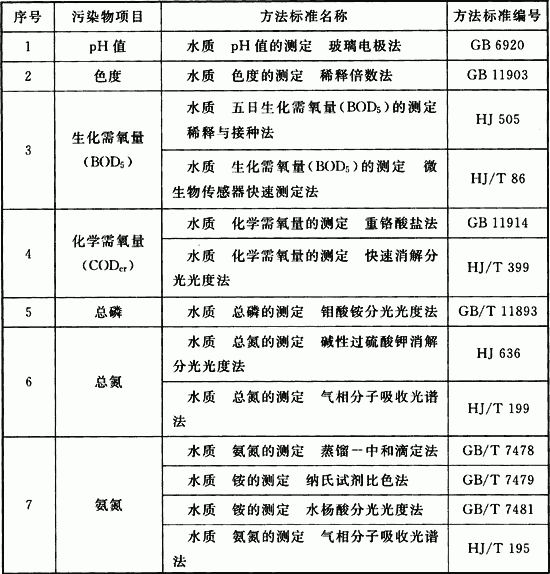 序号 污染物项目 方法标准名称 方法标准编号
1 pH值 水质 pH值的测定 玻璃电极法 GB 6920
2 色度 水质 色度的测定 稀释倍数法 GB 11903
3 生化需氧量（BOD₅） 水质 五日生化需氧量（BOD₅）的测定
稀释与接种法 HJ 505
水质 生化需氧量（BOD₅）的测定 微
生物传感器快速测定法 HJ/T 86
4 化学需氧量（CODcr） 水质 化学需氧量的测定 重铬酸盐法 GB 11914
水质 化学需氧量的测定 快速消解分
光光度法 HJ/T 399
5 总磷 水质 总磷的测定 钼酸铵分光光度法 GB/T 11893
6 总氮 水质 总氮的测定 碱性过硫酸钾消解
分光光度法 HJ 636
水质 总氮的测定 气相分子吸收光谱
法 HJ/T 199
7 氨氮 水质 氨氮的测定 蒸馏--中和滴定法 GB/T 7478
水质 铵的测定 纳氏试剂比色法 GB/T 7479
水质 铵的测定 水杨酸分光光度法 GB/T 7481
水质 氨氮的测定 气相分子吸收光谱
法 HJ/T 195